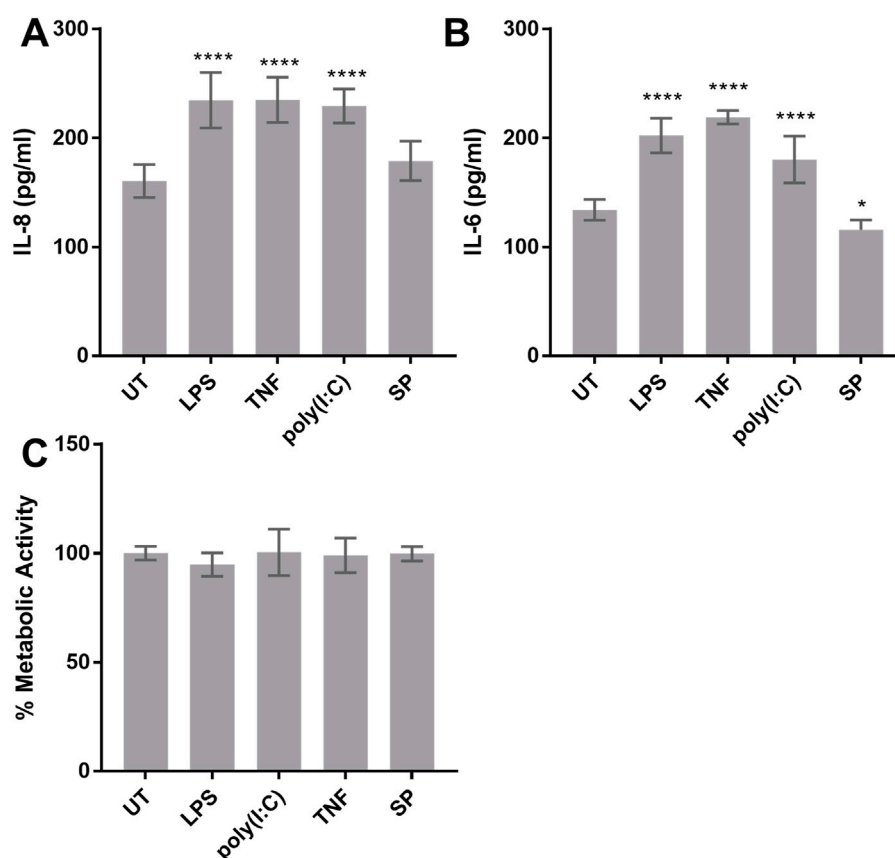 A
IL-8 (pg/ml)
300
200
100
0
**** **** ****
UT LPS TNF poly(I:C) SP
B
IL-6 (pg/ml)
300
200
100
0
**** **** **** *
UT LPS TNF poly(I:C) SP
C
% Metabolic Activity
150
100
50
0
UT LPS poly(I:C) TNF SP